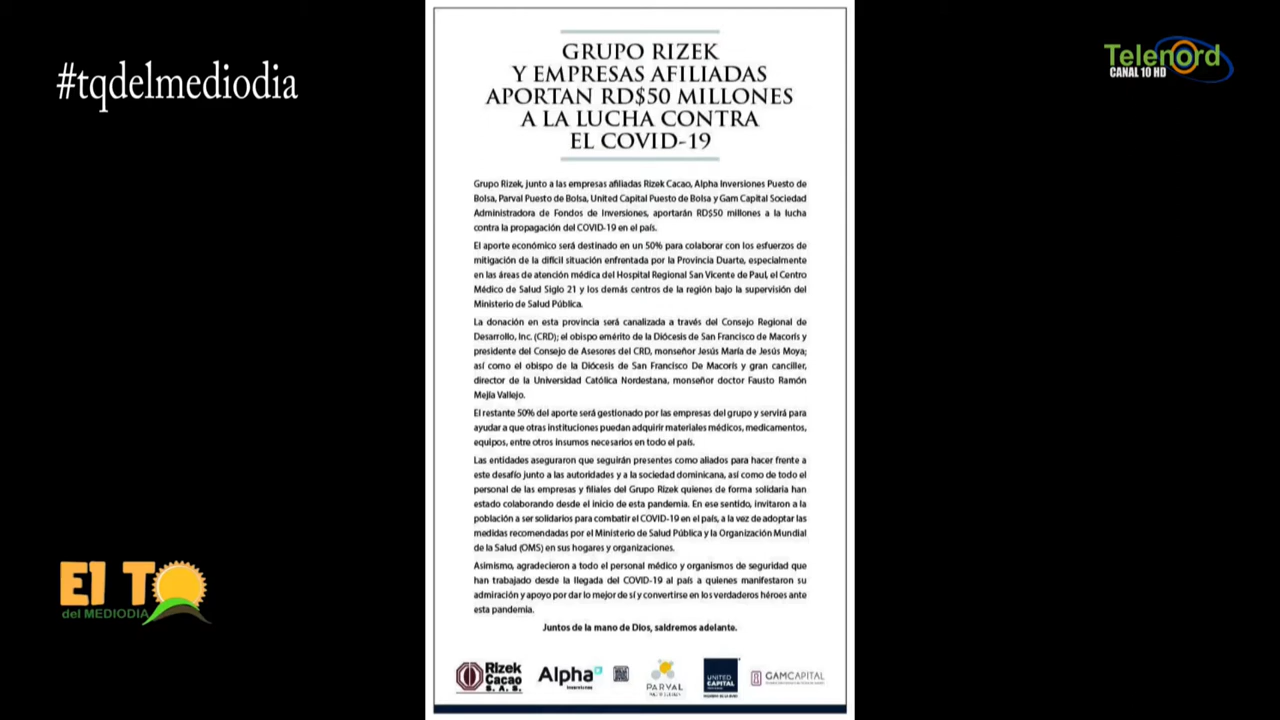 #tqdelmediodia
Telenord
CANAL 10 HD
GRUPO RIZEK
Y EMPRESAS AFILIADAS
APORTAN RD$50 MILLONES
A LA LUCHA CONTRA
EL COVID-19
Grupo Rizek, junto a las empresas afiliadas Rizek Cacao, Alpha Inversiones Puesto de
Bolsa, Parval Puesto de Bolsa, United Capital Puesto de Bolsa y Gam Capital Sociedad
Administradora de Fondos de Inversiones, aportarán RD$50 millones a la lucha
contra la propagación del COVID-19 en el país.
El aporte económico será destinado en un 50% para colaborar con los esfuerzos de
mitigación de la difícil situación enfrentada por la Provincia Duarte, especialmente
en las áreas de atención médica del Hospital Regional San Vicente de Paul, el Centro
Médico de Salud Siglo 21 y los demás centros de la región bajo la supervisión del
Ministerio de Salud Pública.
La donación en esta provincia será canalizada a través del Consejo Regional de
Desarrollo, Inc. (CRD); el obispo emérito de la Diócesis de San Francisco de Macorís y
presidente del Consejo de Asesores del CRD, monseñor Jesús María de Jesús Moya;
así como el obispo de la Diócesis de San Francisco De Macorís y gran canciller,
director de la Universidad Católica Nordestana, monseñor doctor Fausto Ramón
Mejía Vallejo.
El restante 50% del aporte será gestionado por las empresas del grupo y servirá para
ayudar a que otras instituciones puedan adquirir materiales médicos, medicamentos,
equipos, entre otros insumos necesarios en todo el país.
Las entidades aseguraron que seguirán presentes como aliados para hacer frente a
este desafío junto a las autoridades y a la sociedad dominicana, así como de todo el
personal de las empresas y filiales del Grupo Rizek quienes de forma solidaria han
estado colaborando desde el inicio de esta pandemia. En ese sentido, invitaron a la
población a ser solidarios para combatir el COVID-19 en el país, a la vez de adoptar las
medidas recomendadas por el Ministerio de Salud Pública y la Organización Mundial
de la Salud (OMS) en sus hogares y organizaciones.
Asimismo, agradecieron a todo el personal médico y organismos de seguridad que
han trabajado desde la llegada del COVID-19 al país a quienes manifestaron su
admiración y apoyo por dar lo mejor de sí y convertirse en los verdaderos héroes ante
esta pandemia.
Juntos de la mano de Dios, saldremos adelante.
El TO
del MEDIODIA
Rizek
Cacao
S. A. S.
Alpha
Inversiones
PARVAL
UNITED
CAPITAL
GAMCAPITAL